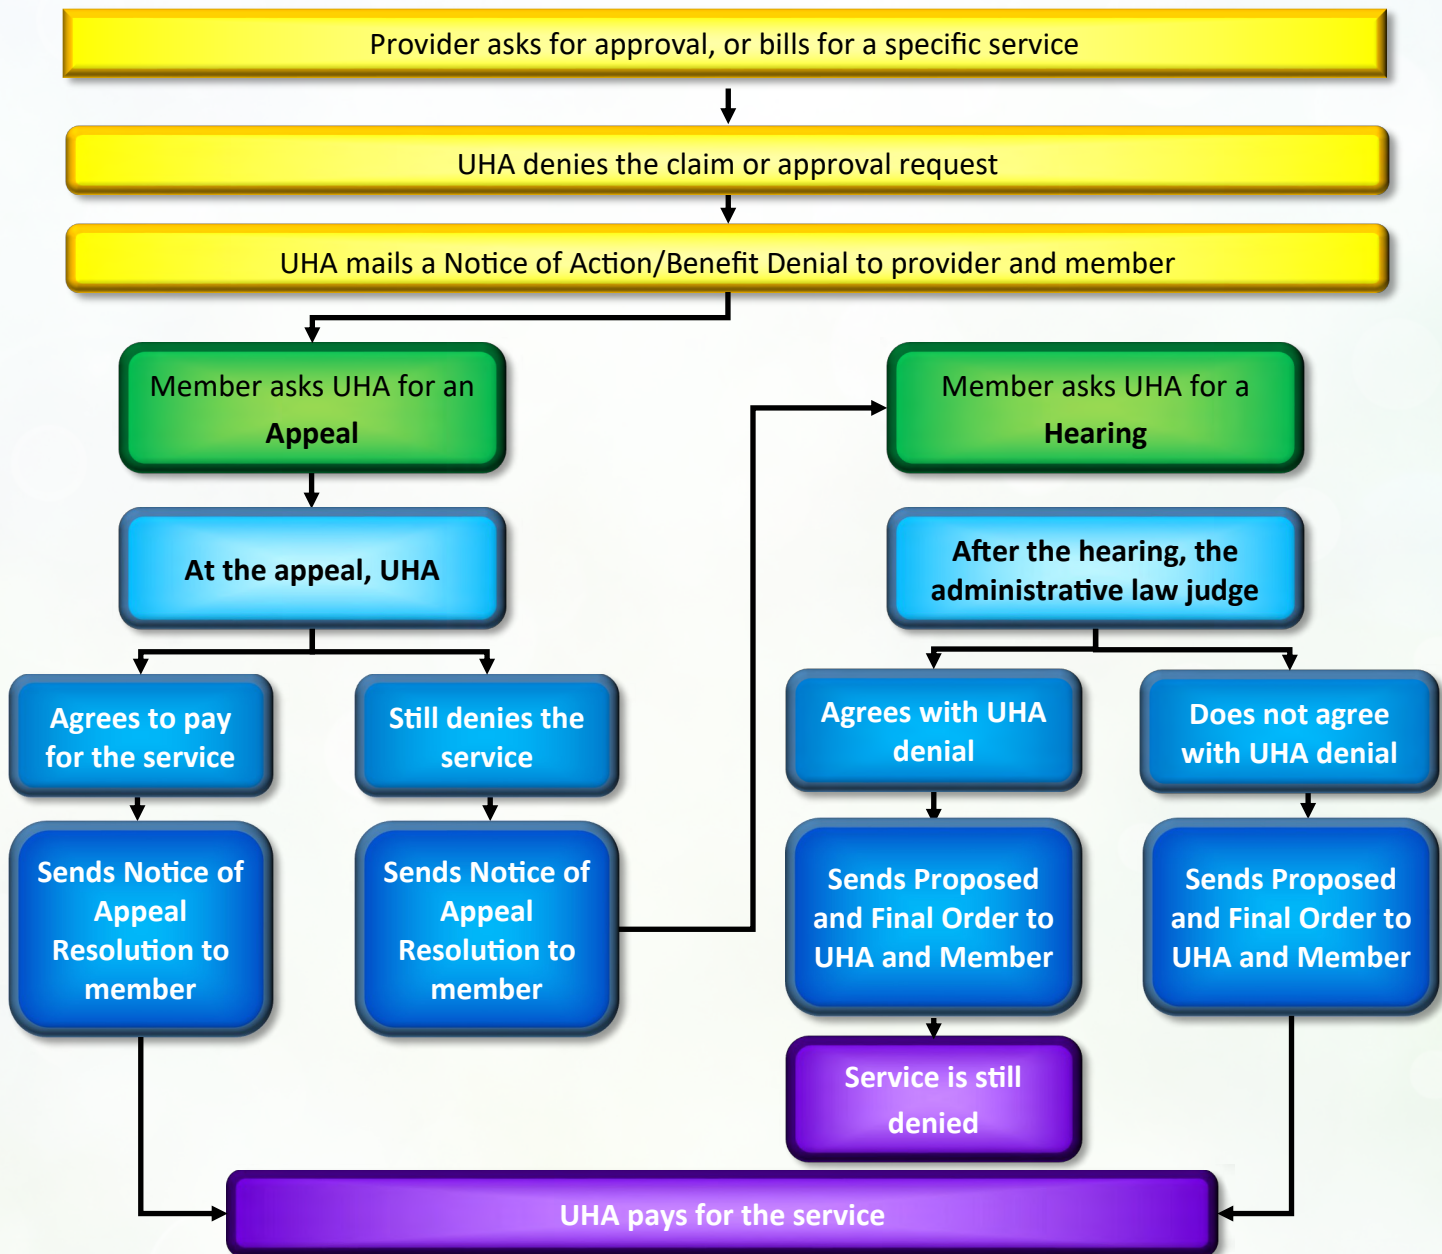 Provider asks for approval, or bills for a specific service
UHA denies the claim or approval request
UHA mails a Notice of Action/Benefit Denial to provider and member
Member asks UHA for an
Appeal
Member asks UHA for a
Hearing
At the appeal, UHA
After the hearing, the
administrative law judge
Agrees to pay
for the service
Still denies the
service
Agrees with UHA
denial
Does not agree
with UHA denial
Sends Notice of
Appeal
Resolution to
member
Sends Notice of
Appeal
Resolution to
member
Sends Proposed
and Final Order to
UHA and Member
Sends Proposed
and Final Order to
UHA and Member
Service is still
denied
UHA pays for the service